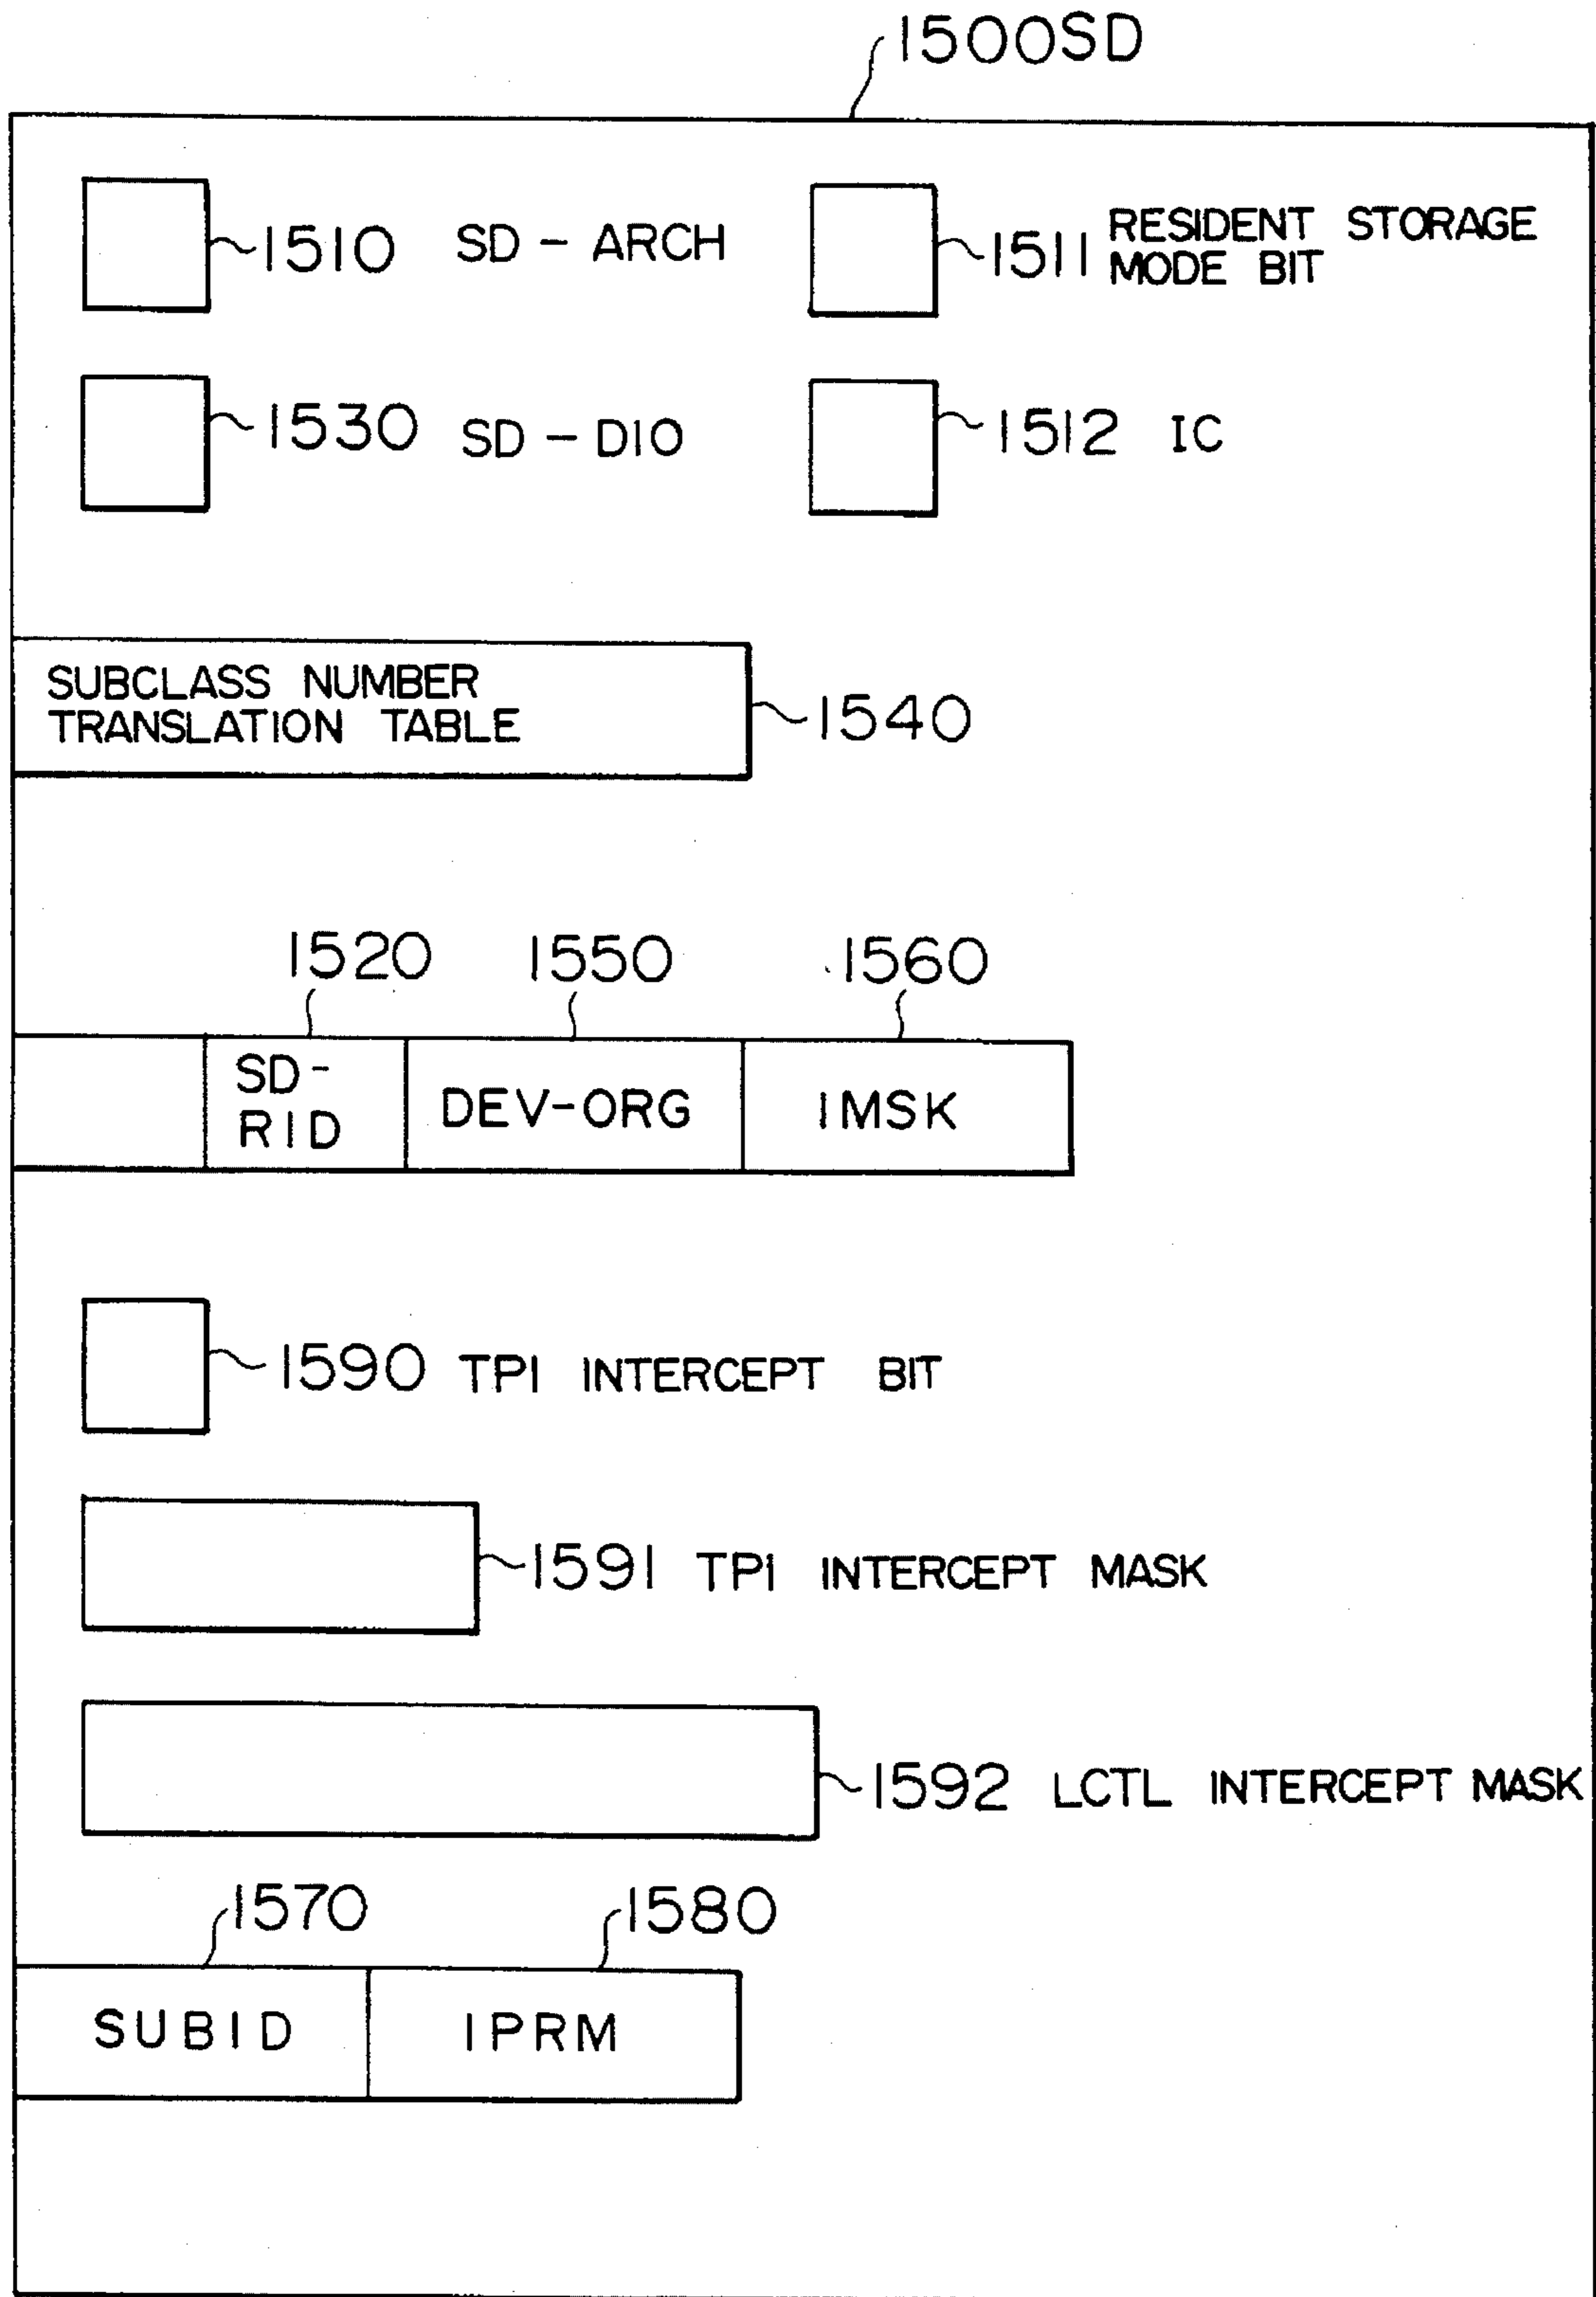 1500SD
1510 SD-ARCH
1511 RESIDENT STORAGE
MODE BIT
1530 SD-DIO
1512 IC
SUBCLASS NUMBER
TRANSLATION TABLE
1540
1520 1550 1560
SD-
RID
DEV-ORG
IMSK
1590 TPI INTERCEPT BIT
1591 TPI INTERCEPT MASK
1592 LCTL INTERCEPT MASK
1570 1580
SUBID IPRM